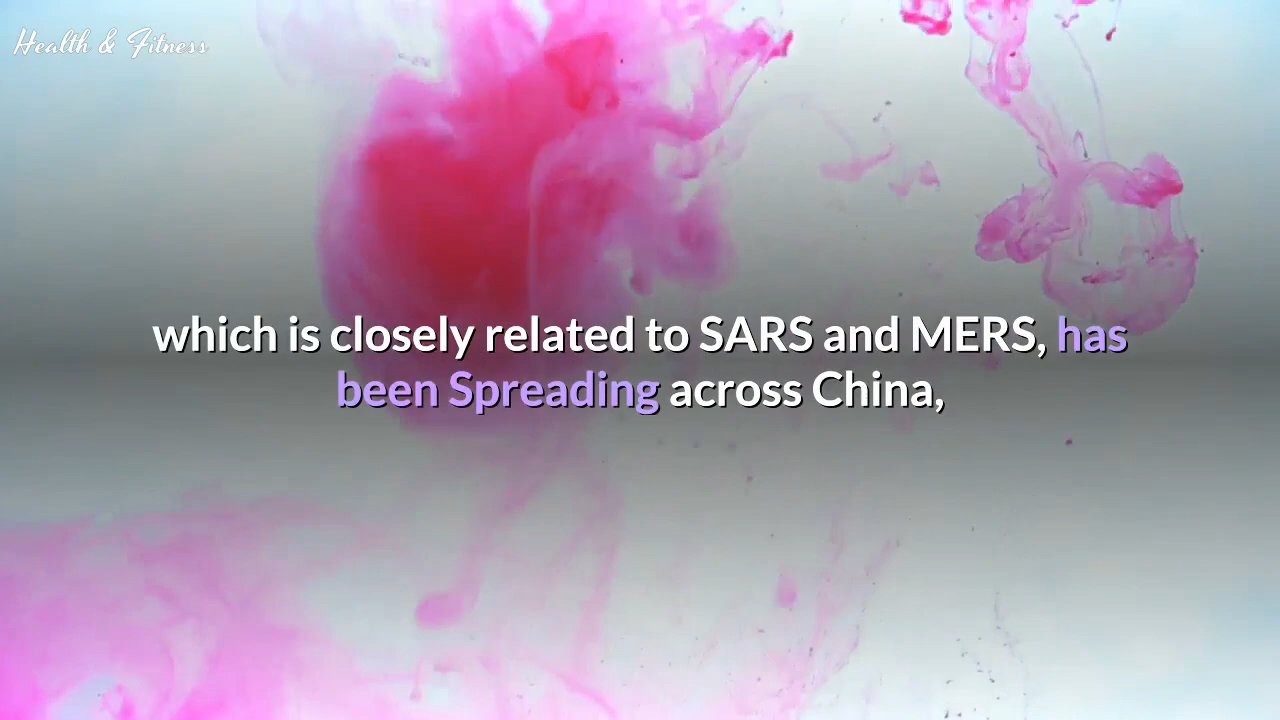 Health & Fitness
which is closely related to SARS and MERS, has
been Spreading across China,